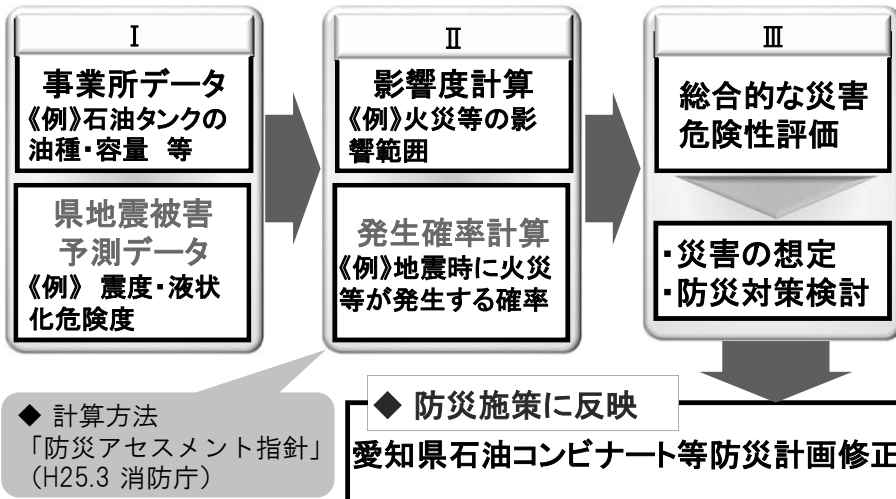 Ⅰ
事業所データ
《例》石油タンクの
油種・容量 等
県地震被害
予測データ
《例》 震度・液状
化危険度
Ⅱ
影響度計算
《例》火災等の影
響範囲
発生確率計算
《例》地震時に火災
等が発生する確率
Ⅲ
総合的な災害
危険性評価
・災害の想定
・防災対策検討
◆ 計算方法
「防災アセスメント指針」
（H25.3 消防庁）
◆ 防災施策に反映
愛知県石油コンビナート等防災計画修正